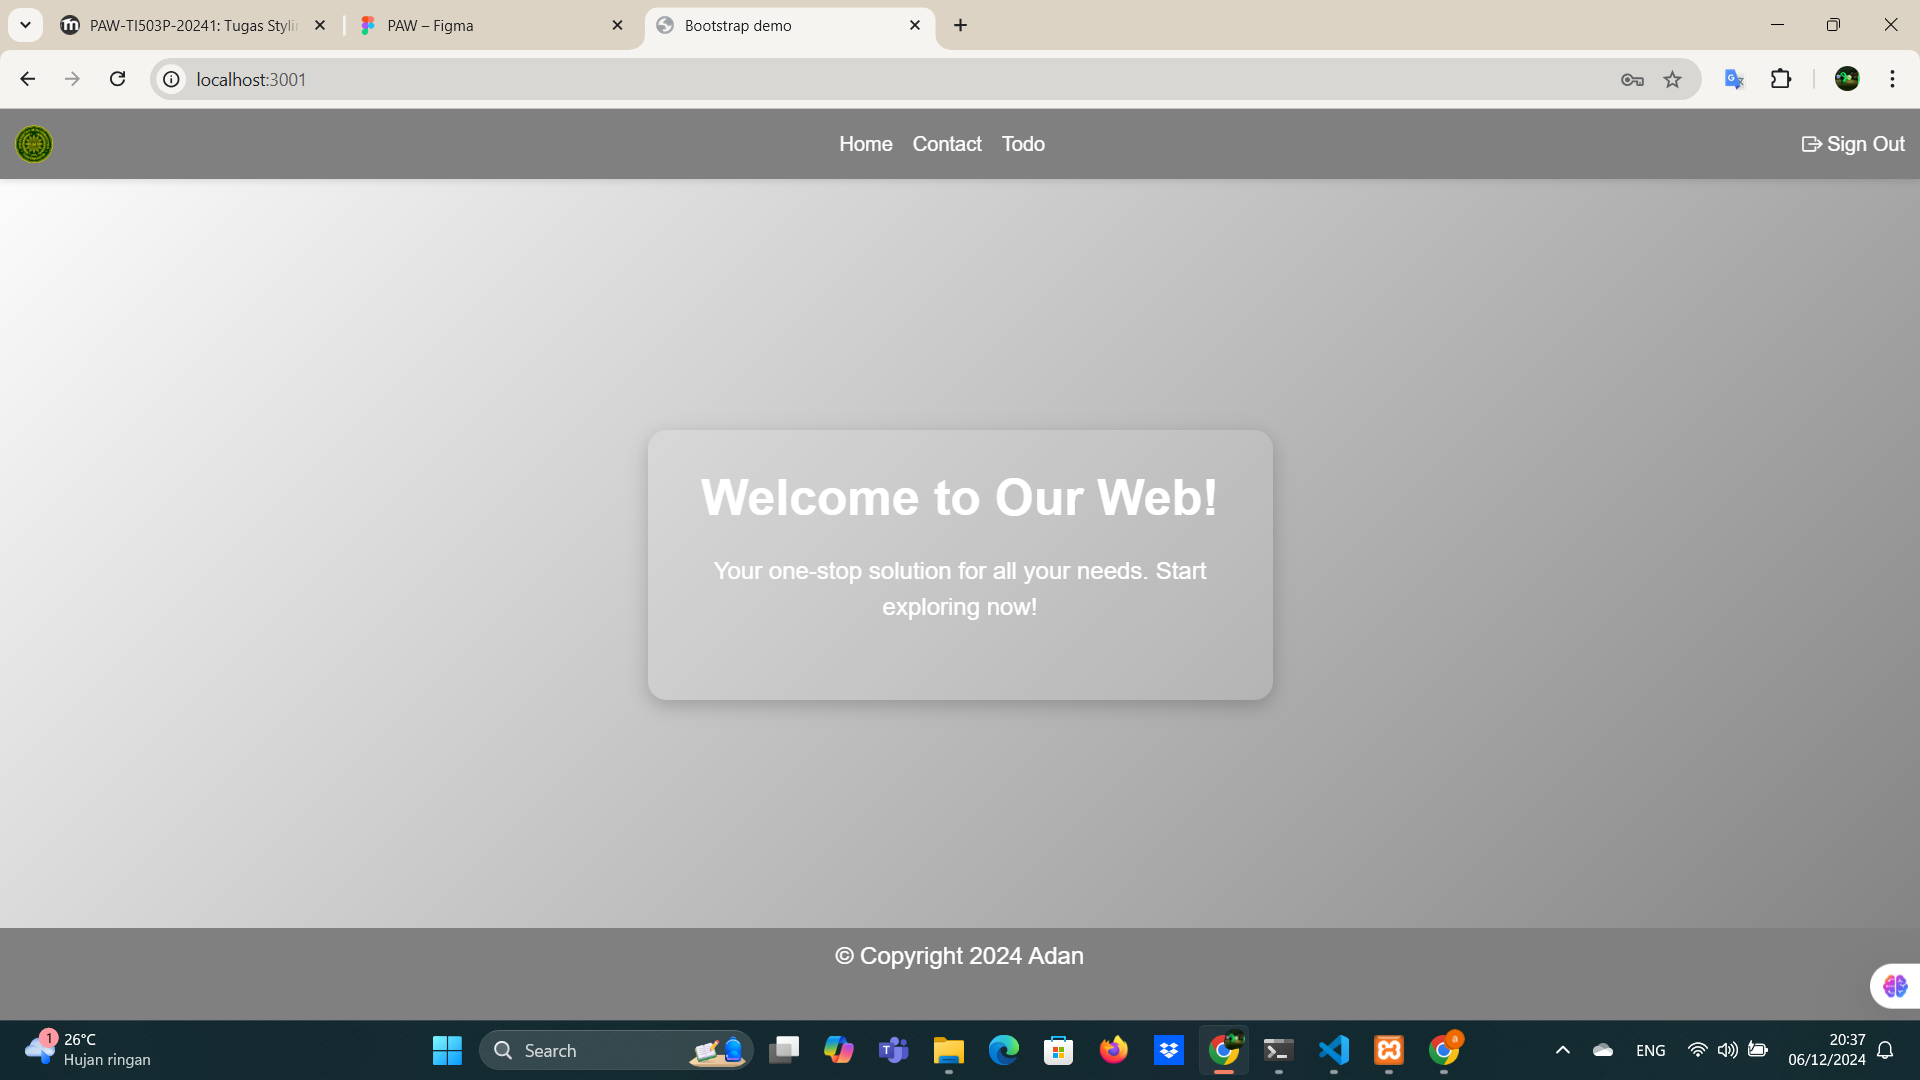 PAW-TI503P-20241: Tugas Styli
PAW – Figma
Bootstrap demo
localhost:3001
Home Contact Todo
Sign Out
Welcome to Our Web!
Your one-stop solution for all your needs. Start
exploring now!
© Copyright 2024 Adan
1
26°C
Hujan ringan
Search
ENG
20:37
06/12/2024